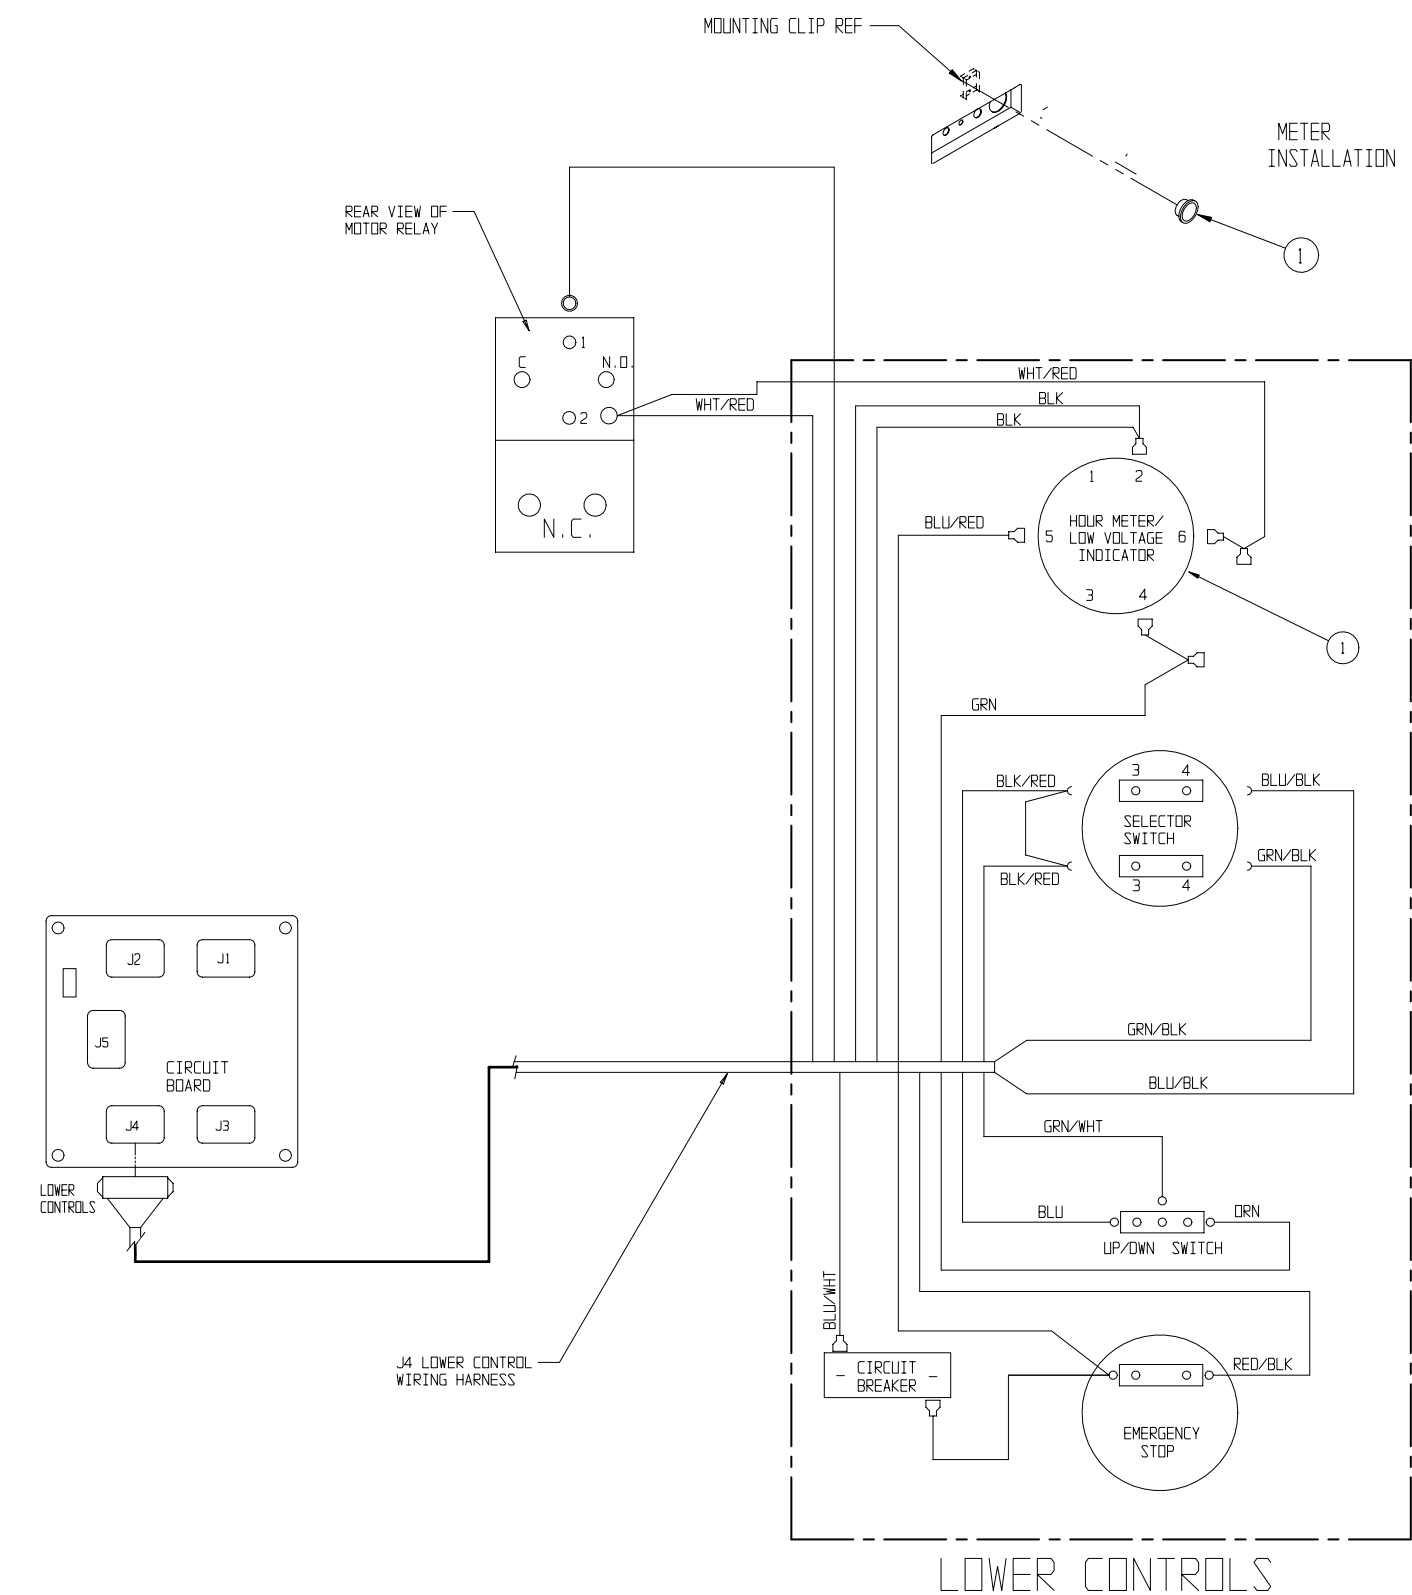 MOUNTING CLIP REF
METER
INSTALLATION
1
REAR VIEW OF
MOTOR RELAY
1
C
N.O.
2
N.C.
WHT/RED
WHT/RED
BLK
BLK
1 2
BLU/RED
HOUR METER/
5 LOW VOLTAGE 6
INDICATOR
3 4
1
GRN
BLK/RED
3 4
BLU/BLK
SELECTOR
SWITCH
BLK/RED
3 4
GRN/BLK
J2
J1
J5
CIRCUIT
BOARD
J4
J3
LOWER
CONTROLS
GRN/BLK
BLU/BLK
GRN/WHT
BLU
ORN
UP/DWN SWITCH
BLU/WHT
J4 LOWER CONTROL
WIRING HARNESS
- CIRCUIT -
BREAKER
RED/BLK
EMERGENCY
STOP
LOWER CONTROLS